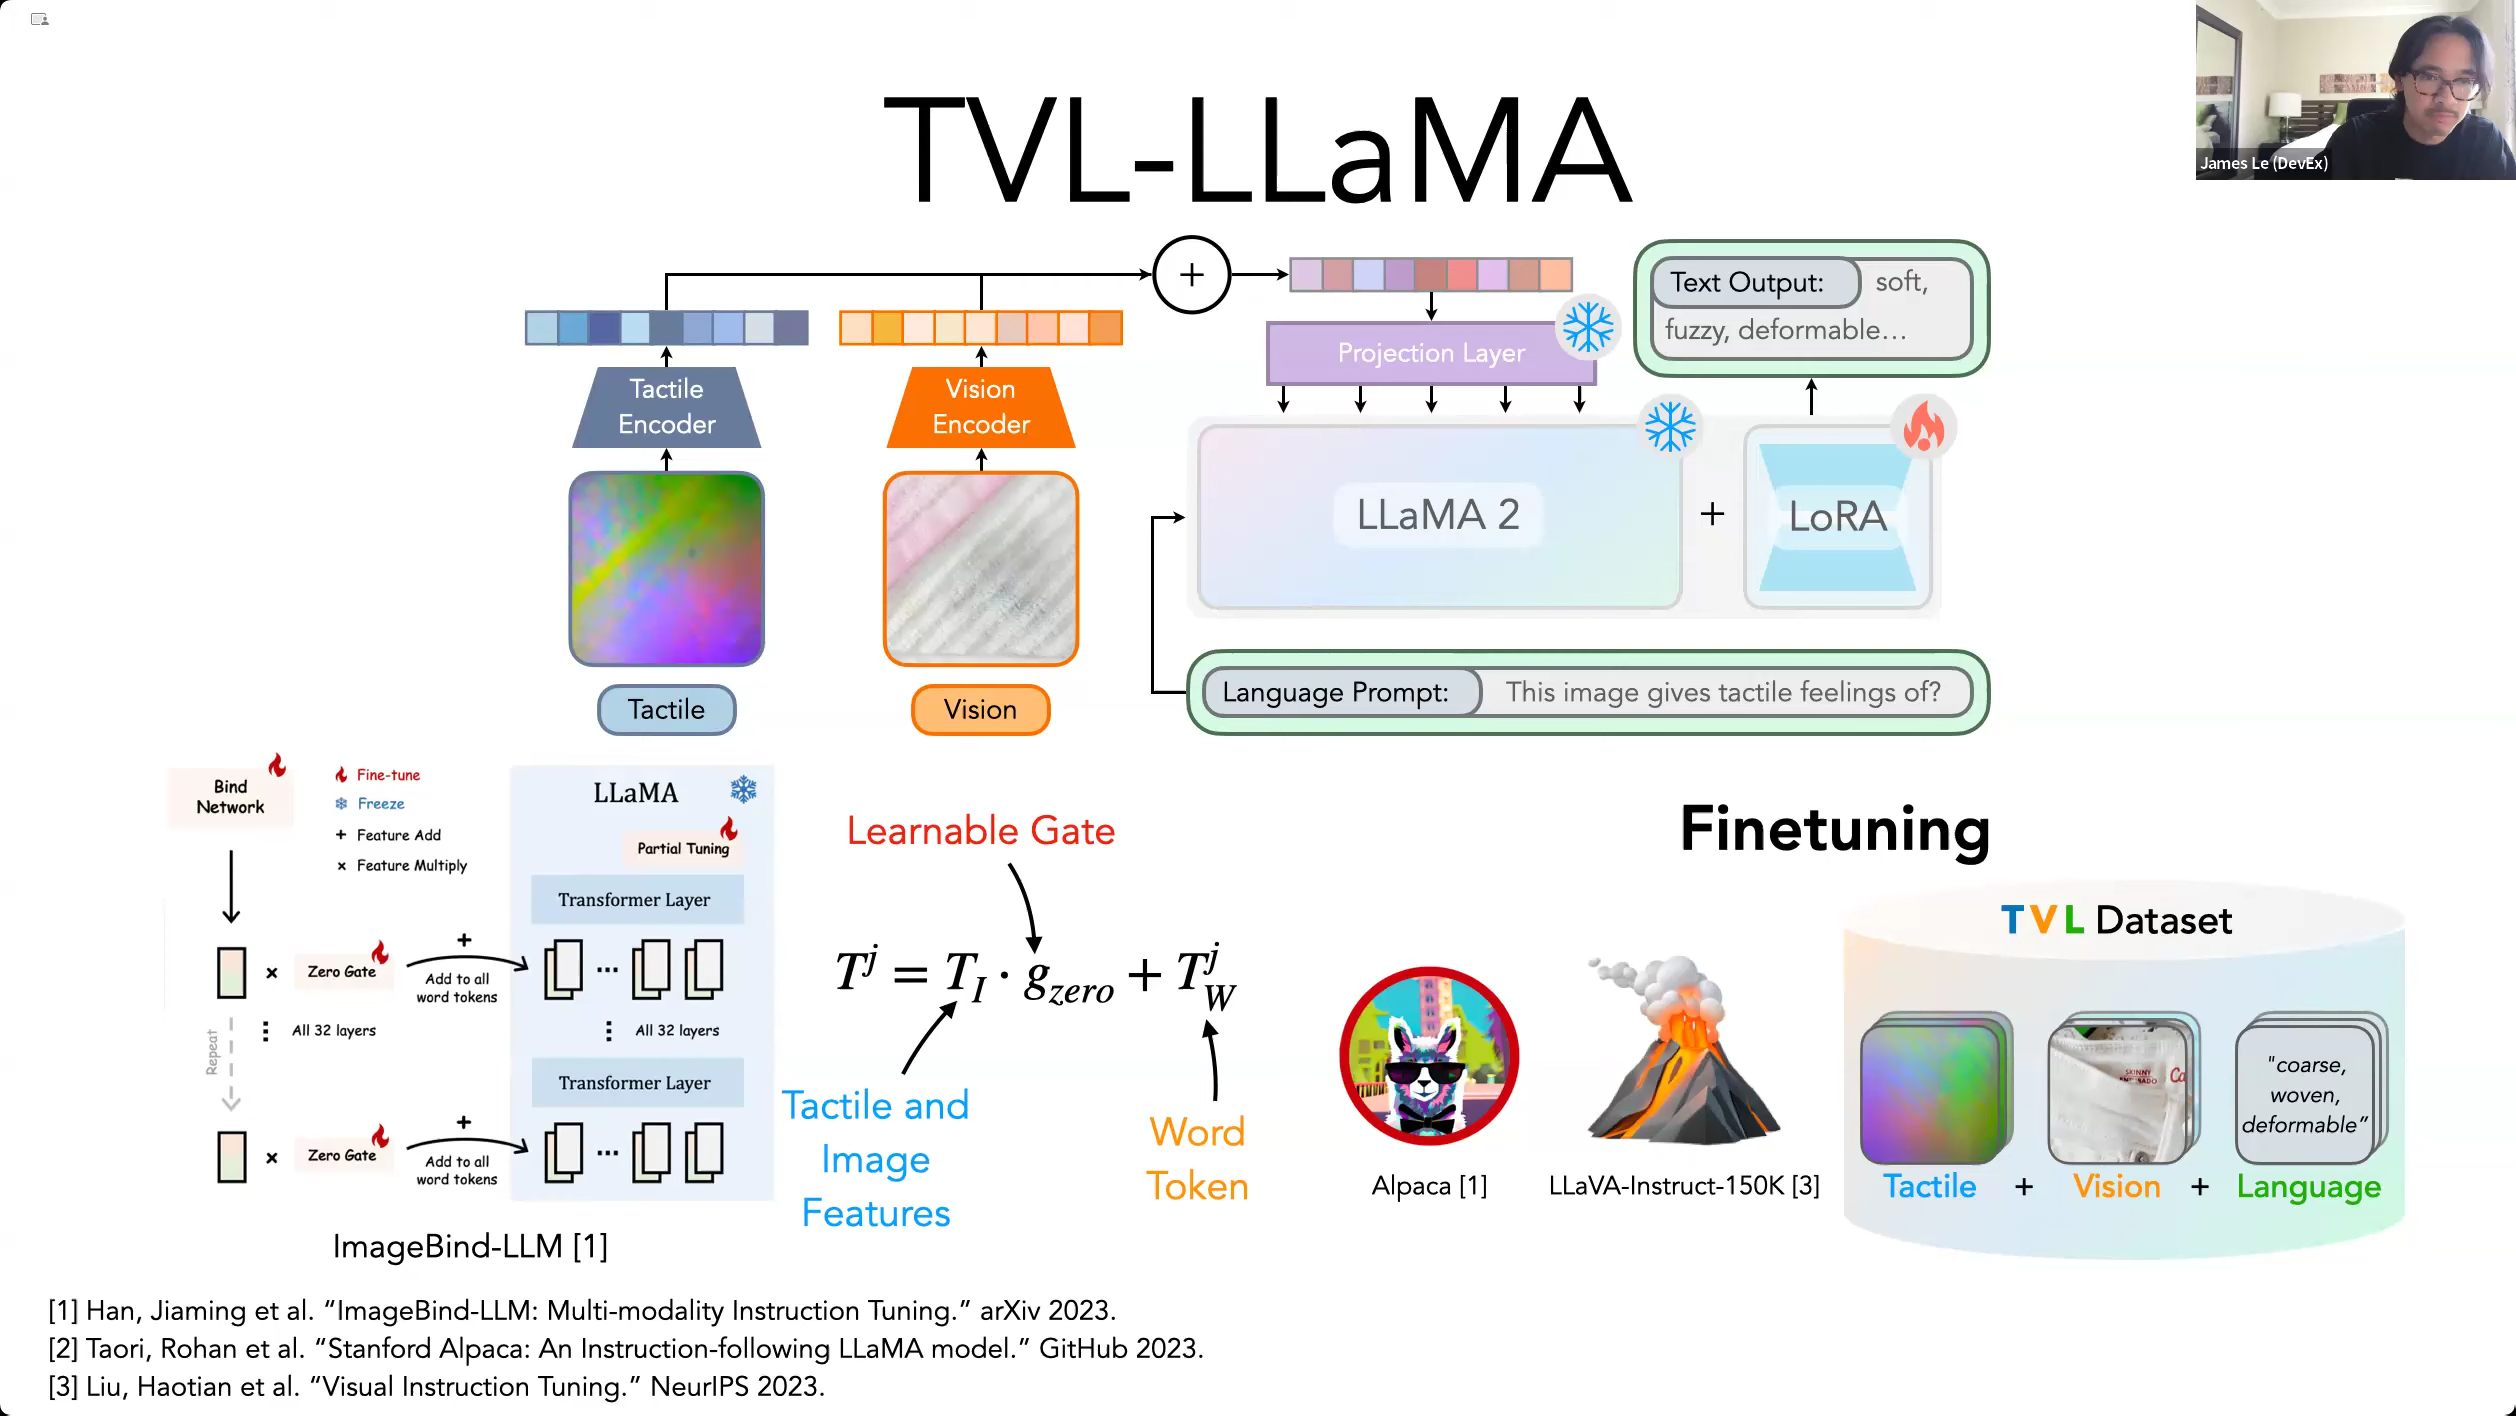 TVL-LLaMA
James Le (DevEx)
+
Text Output: soft,
fuzzy, deformable...
Tactile
Encoder
Vision
Encoder
Projection Layer
LLaMA 2
+
LoRA
Tactile
Vision
Language Prompt: This image gives tactile feelings of?
Bind
Network
Fine-tune
Freeze
+ Feature Add
× Feature Multiply
LLaMA
Partial Tuning
Transformer Layer
× Zero Gate
+
Add to all
word tokens
...
Repeat
All 32 layers
All 32 layers
Transformer Layer
× Zero Gate
+
Add to all
word tokens
...
ImageBind-LLM [1]
Learnable Gate
T^j = T_I · g_zero + T_W^j
Tactile and
Image
Features
Word
Token
Finetuning
Alpaca [1]
LLaVA-Instruct-150K [3]
TVL Dataset
SKINNY
Ca
"coarse,
woven,
deformable”
Tactile + Vision + Language
[1] Han, Jiaming et al. “ImageBind-LLM: Multi-modality Instruction Tuning.” arXiv 2023.
[2] Taori, Rohan et al. “Stanford Alpaca: An Instruction-following LLaMA model.” GitHub 2023.
[3] Liu, Haotian et al. “Visual Instruction Tuning.” NeurIPS 2023.